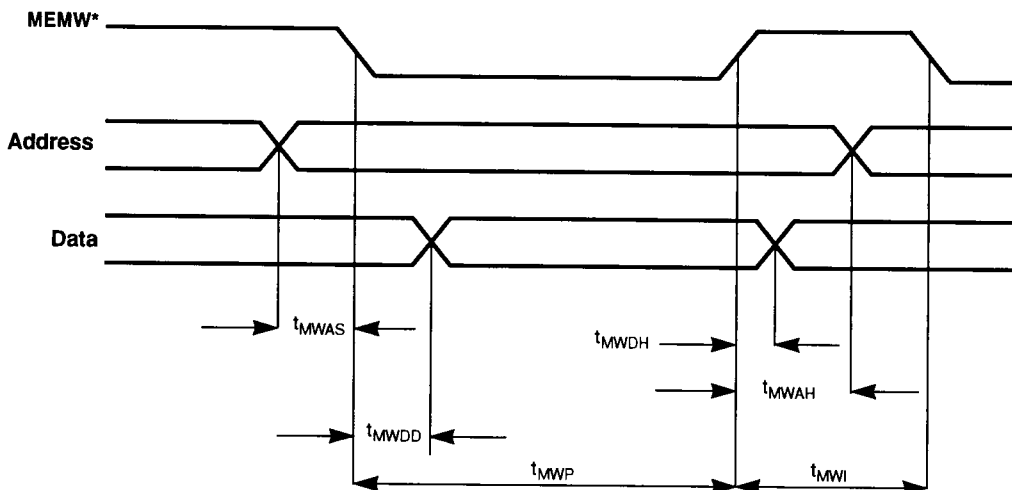 MEMW*
Address
Data
tMWAS
tMWDH
tMWAH
tMWDD
tMWP
tMWI